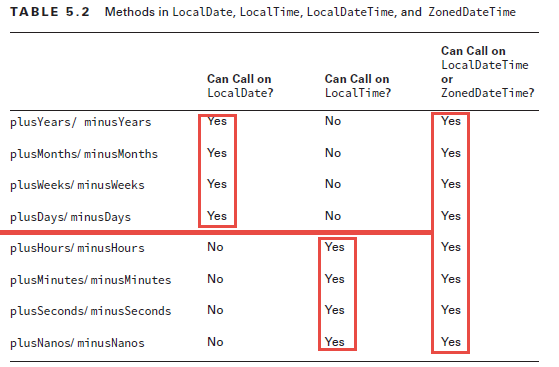 TABLE 5.2 Methods in LocalDate, LocalTime, LocalDateTime, and ZonedDateTime
Can Call on LocalDate? Can Call on LocalTime? Can Call on LocalDateTime or ZonedDateTime?
plusYears/ minusYears Yes No Yes
plusMonths/ minusMonths Yes No Yes
plusWeeks/ minusWeeks Yes No Yes
plusDays/ minusDays Yes No Yes
plusHours/ minusHours No Yes Yes
plusMinutes/ minusMinutes No Yes Yes
plusSeconds/ minusSeconds No Yes Yes
plusNanos/ minusNanos No Yes Yes